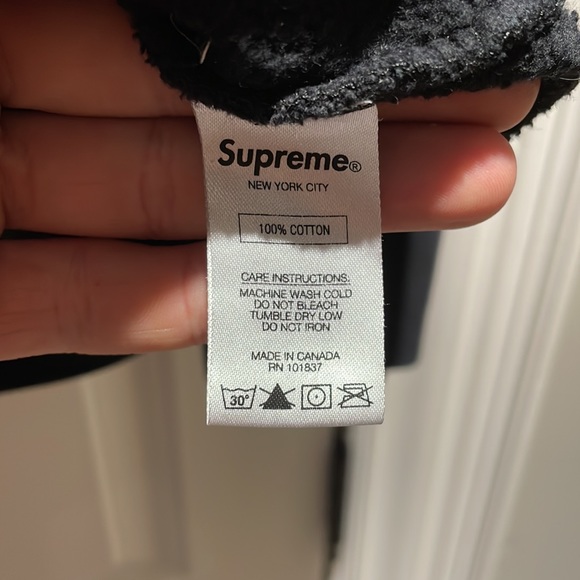 Supreme®
NEW YORK CITY
100% COTTON
CARE INSTRUCTIONS:
MACHINE WASH COLD
DO NOT BLEACH
TUMBLE DRY LOW
DO NOT IRON
MADE IN CANADA
RN 101837
30°